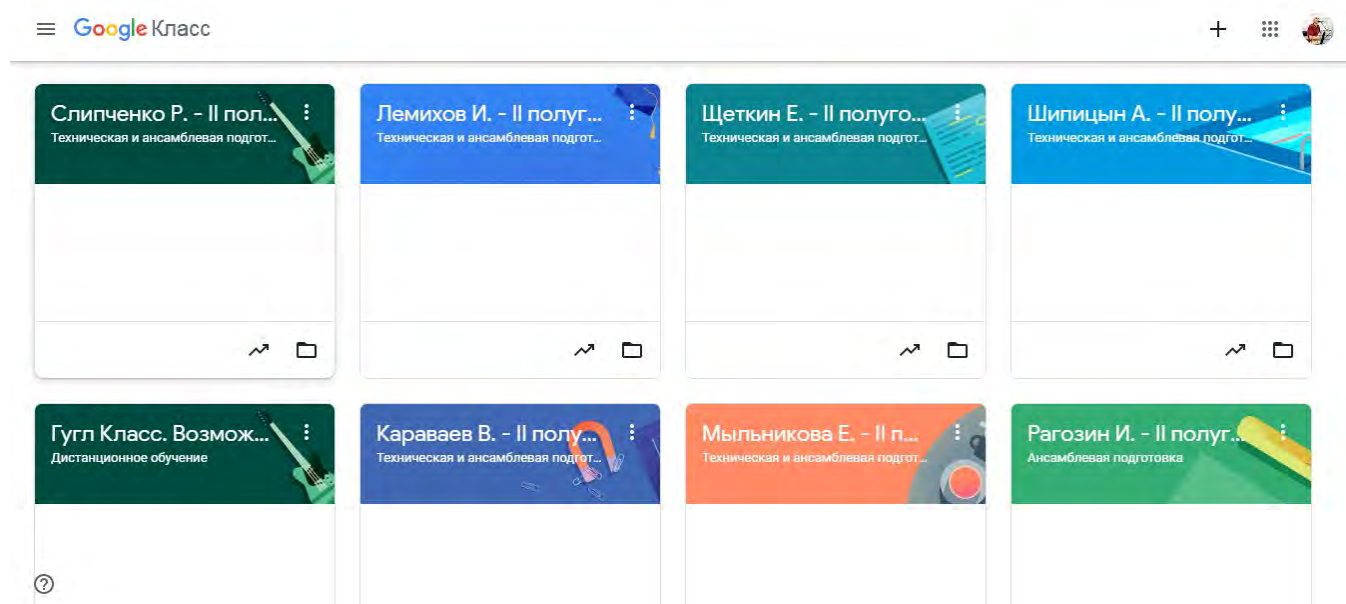 Google Класс
Слипченко Р. - II пол...
Техническая и ансамблевая подгот...
Лемихов И. - II полуг...
Техническая и ансамблевая подгот...
Щеткин Е. - II полуго...
Техническая и ансамблевая подгот...
Шипицын А. - II полу...
Техническая и ансамблевая подгот...
Гугл Класс. Возмож...
Дистанционное обучение
Караваев В. - II полу...
Техническая и ансамблевая подгот...
Мыльникова Е. - II п...
Техническая и ансамблевая подгот...
Рагозин И. - II полуг...
Ансамблевая подготовка